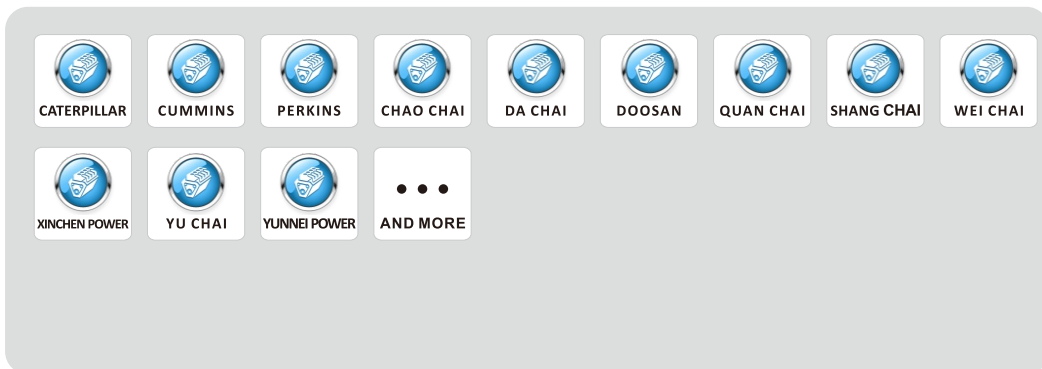 CATERPILLAR
CUMMINS
PERKINS
CHAO CHAI
DA CHAI
DOOSAN
QUAN CHAI
SHANG CHAI
WEI CHAI
XINCHEN POWER
YU CHAI
YUNNEI POWER
AND MORE